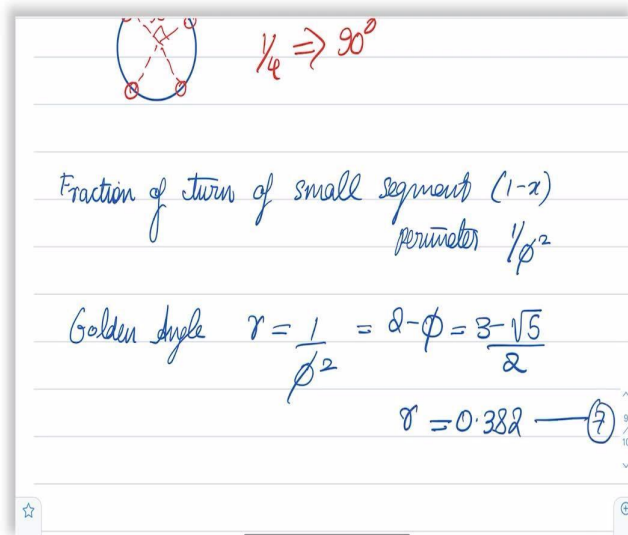 1/4 ⇒ 90°
Fraction of turn of small segment (1-x)
perimeter 1/φ²
Golden Angle γ = 1/φ² = 2-φ = 3-√5/2
γ = 0.382 — 7